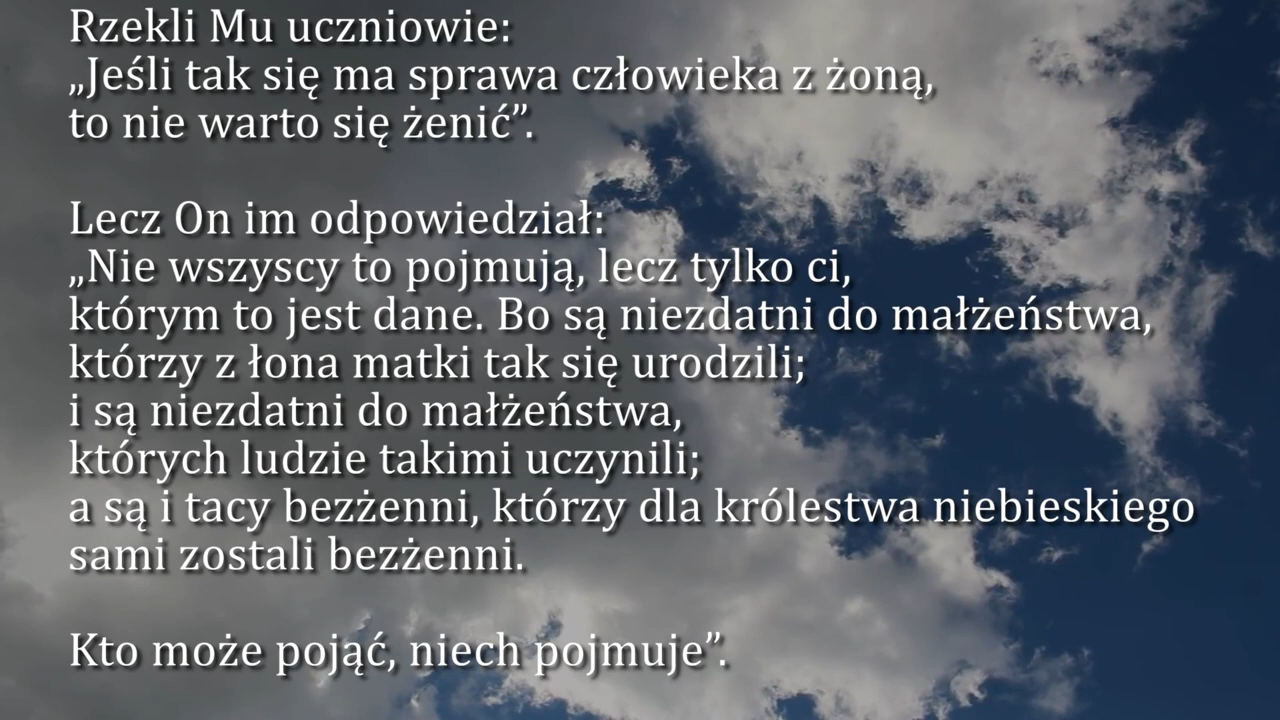 Rzekli Mu uczniowie:
„Jeśli tak się ma sprawa człowieka z żoną,
to nie warto się żenić”.
Lecz On im odpowiedział:
„Nie wszyscy to pojmują, lecz tylko ci,
którym to jest dane. Bo są niezdatni do małżeństwa,
którzy z łona matki tak się urodzili;
i są niezdatni do małżeństwa,
których ludzie takimi uczynili;
a są i tacy bezżenni, którzy dla królestwa niebieskiego
sami zostali bezżenni.
Kto może pojąć, niech pojmuje”.